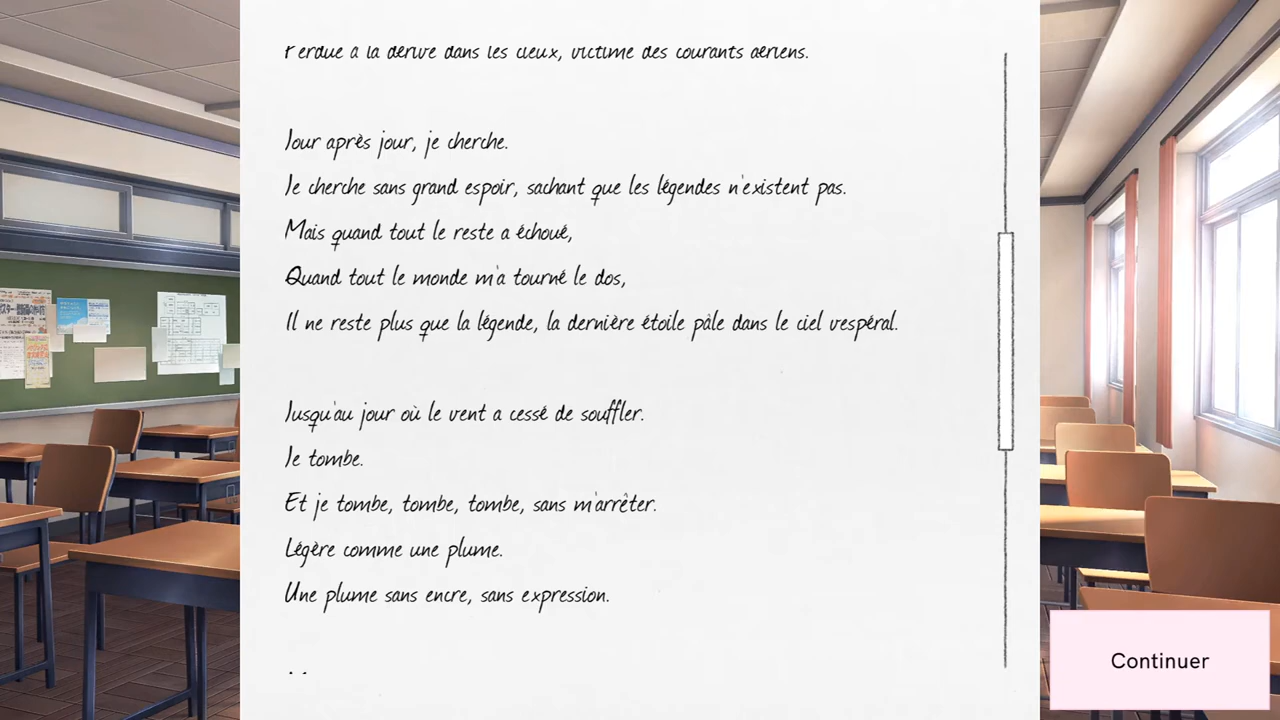 Perdue à la dérive dans les cieux, victime des courants aériens.
Jour après jour, je cherche.
Je cherche sans grand espoir, sachant que les légendes n'existent pas.
Mais quand tout le reste a échoué,
Quand tout le monde m'a tourné le dos,
Il ne reste plus que la légende, la dernière étoile pâle dans le ciel vespéral.
Jusqu'au jour où le vent a cessé de souffler.
Je tombe.
Et je tombe, tombe, tombe, sans m'arrêter.
Légère comme une plume.
Une plume sans encre, sans expression.
Continuer